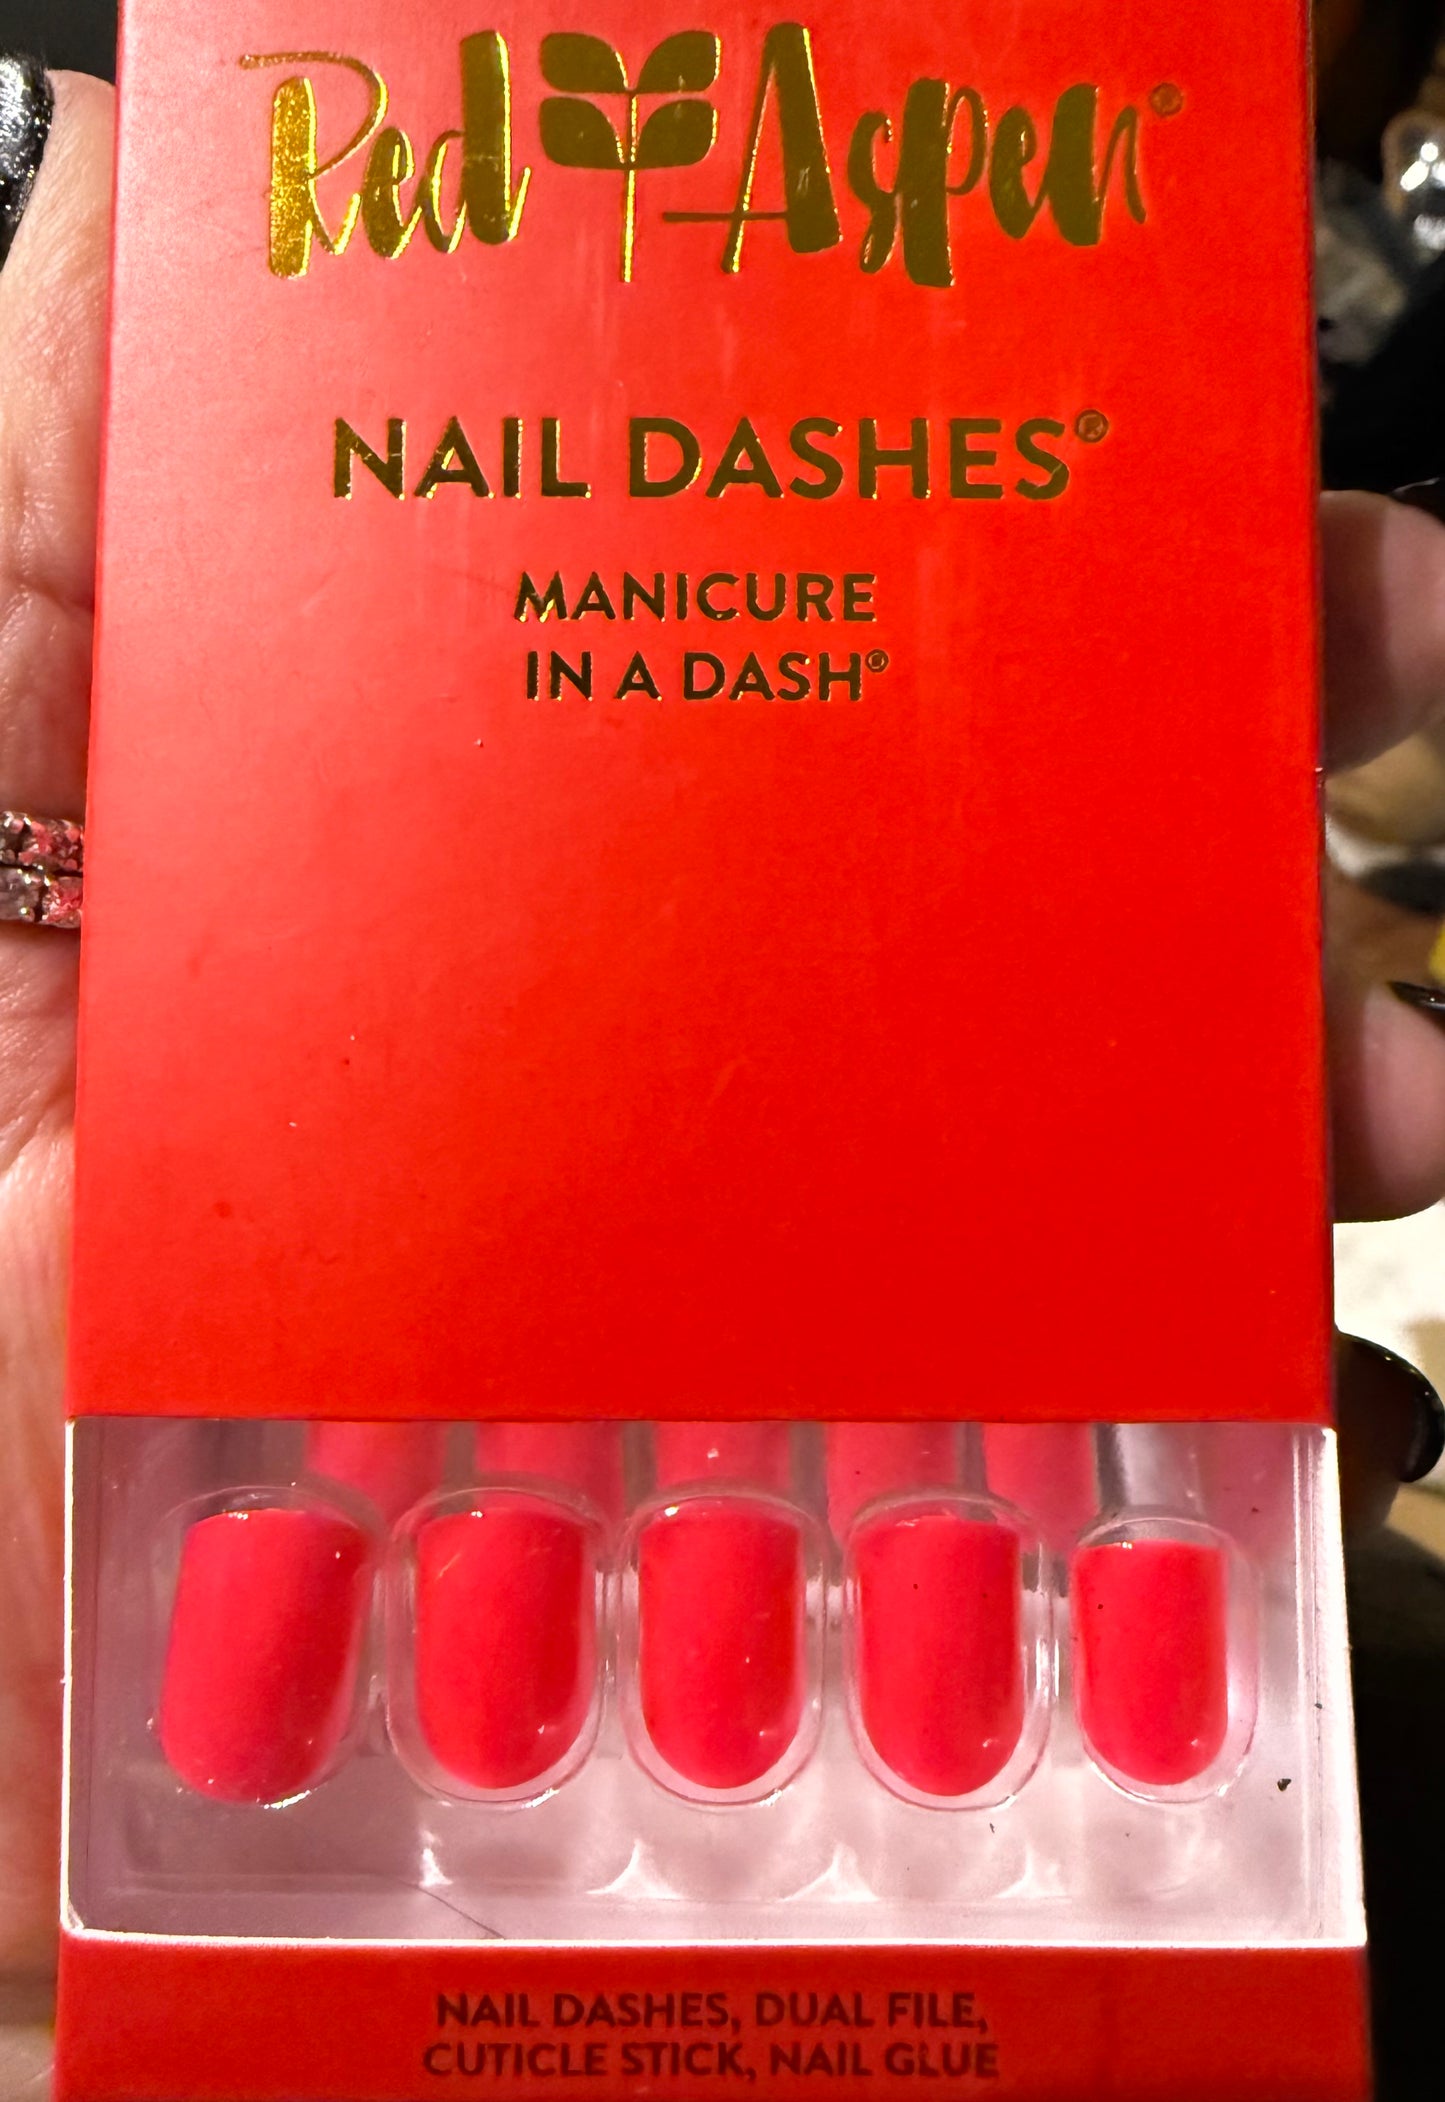 Red Aspen®
NAIL DASHES®
MANICURE
IN A DASH®
NAIL DASHES, DUAL FILE,
CUTICLE STICK, NAIL GLUE